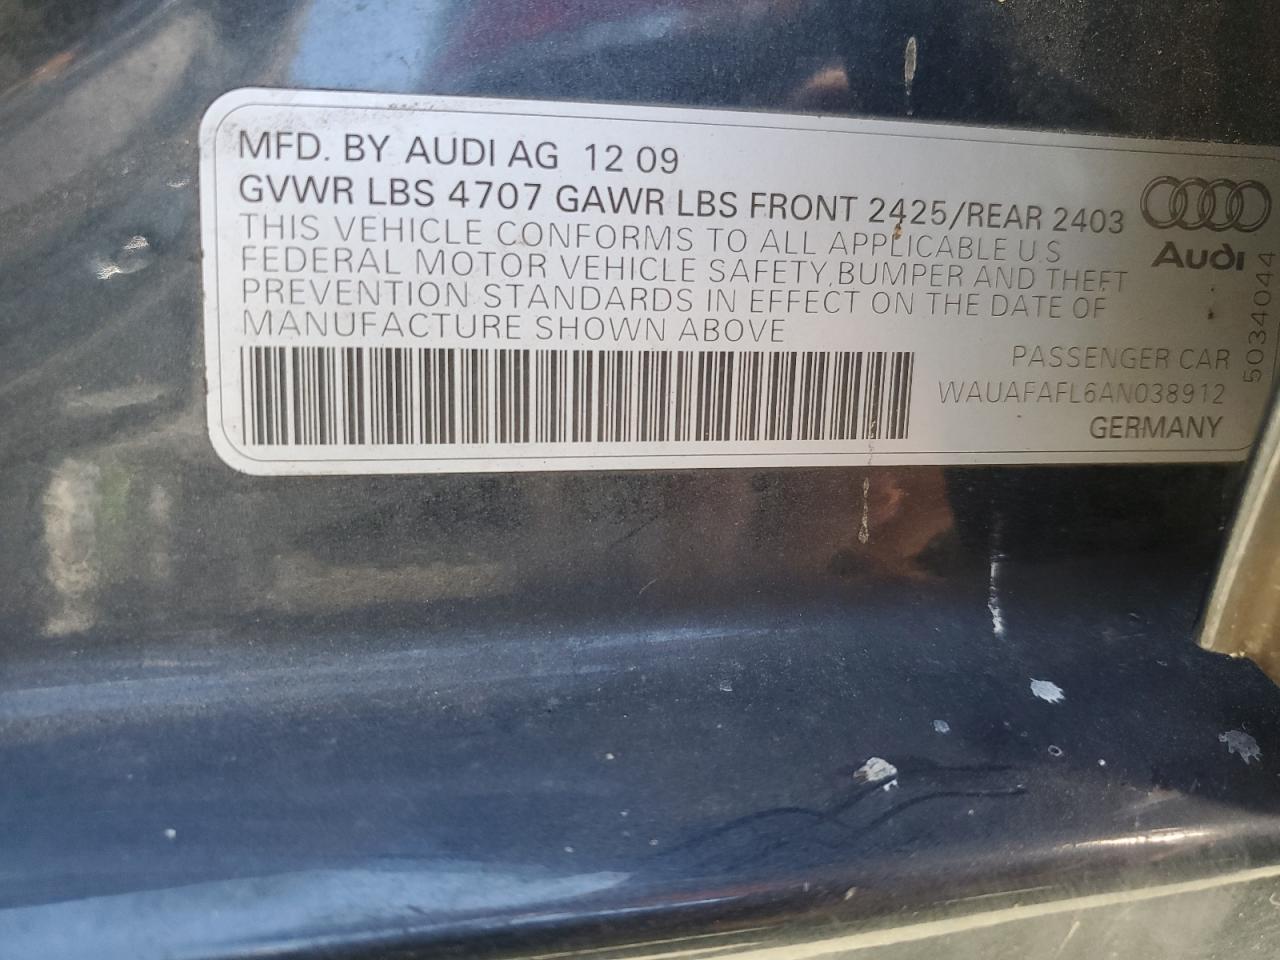 MFD. BY AUDI AG 12 09
GVWR LBS 4707 GAWR LBS FRONT 2425/REAR 2403
THIS VEHICLE CONFORMS TO ALL APPLICABLE U.S
FEDERAL MOTOR VEHICLE SAFETY, BUMPER AND THEFT
PREVENTION STANDARDS IN EFFECT ON THE DATE OF
MANUFACTURE SHOWN ABOVE
Audi
5034044
PASSENGER CAR
WAUAFAFL6AN038912
GERMANY